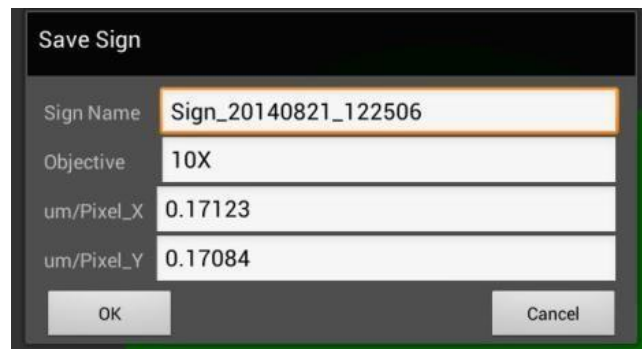 Save Sign
Sign Name Sign_20140821_122506
Objective 10X
um/Pixel_X 0.17123
um/Pixel_Y 0.17084
OK Cancel